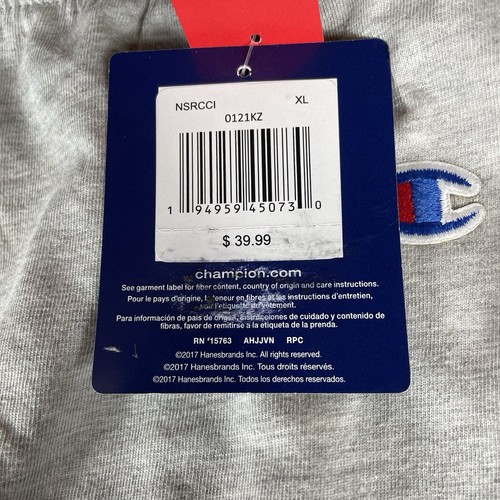 NSRCCI XL
0121KZ
1 94959 45073 0
$ 39.99
champion.com
See garment label for fiber content, country of origin and care instructions.
Pour le pays d'origine, la teneur en fibres et les instructions d'entretien,
voir l'étiquette du vêtement.
Para información de país de origen, instrucciones de cuidado y contenido de
fibras, favor de remitirse a la etiqueta de la prenda.
RN #15763 AHJJVN RPC
©2017 Hanesbrands Inc. All rights reserved.
©2017 Hanesbrands Inc. Tous droits réservés.
©2017 Hanesbrands Inc. Todos los derechos reservados.